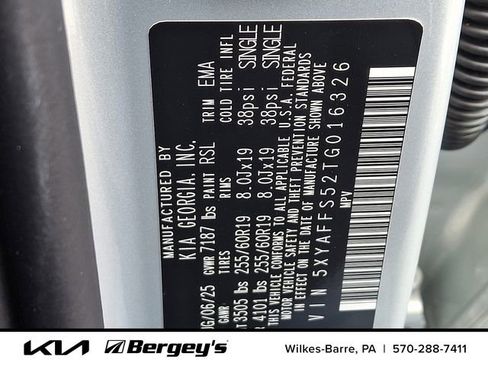 MANUFACTURED BY
KIA GEORGIA, INC.
06/06/25 GVWR 7187 lbs PAINT RSL TRIM EMA
GAWR TIRES RIMS COLD TIRE INFL
3505 lbs 255/60R19 8.0Jx19 38psi SINGLE
4101 lbs 255/60R19 8.0Jx19 38psi SINGLE
THIS VEHICLE CONFORMS TO ALL APPLICABLE U.S.A. FEDERAL
MOTOR VEHICLE SAFETY AND THEFT PREVENTION STANDARDS
IN EFFECT ON THE DATE OF MANUFACTURE SHOWN ABOVE
VIN 5XYAFFS52TG016326
MPV
KIA Bergey's Wilkes-Barre, PA | 570-288-7411